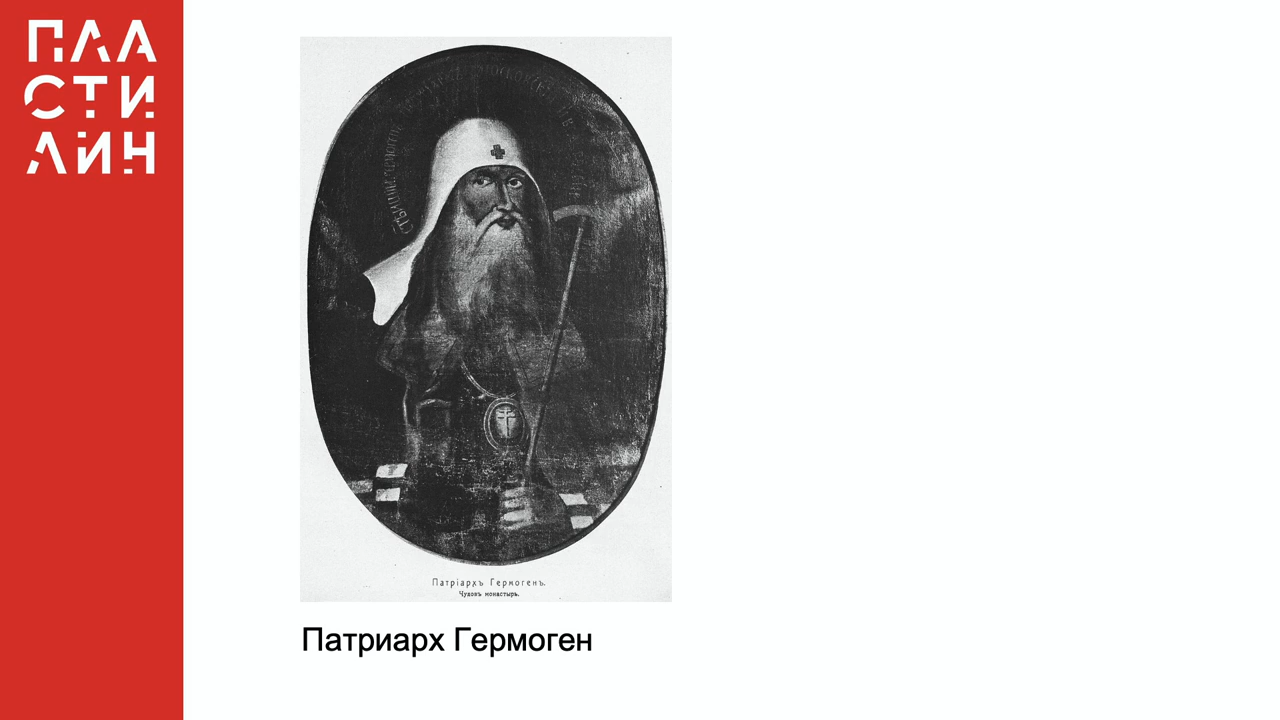 ПЛА
СТИ
ЛИН
Патріархъ Гермогенъ.
Чудовъ монастырь.
Патриарх Гермоген